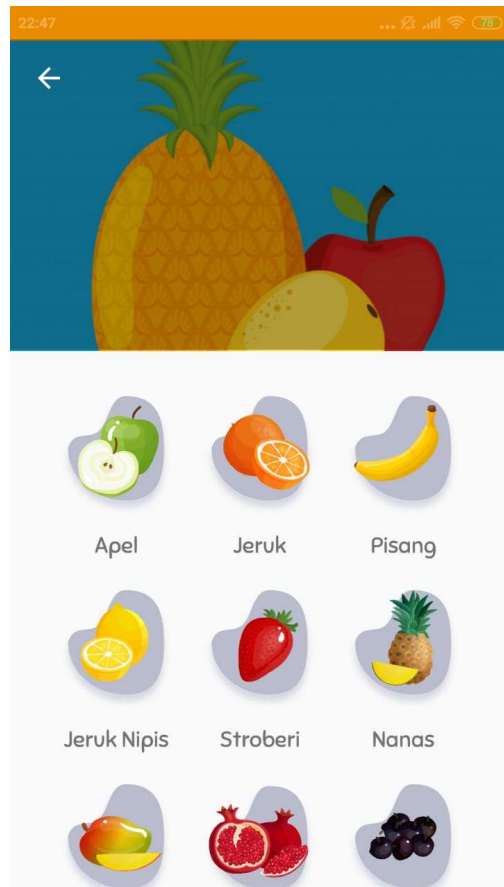 22:47
... 78
Apel
Jeruk
Pisang
Jeruk Nipis
Stroberi
Nanas